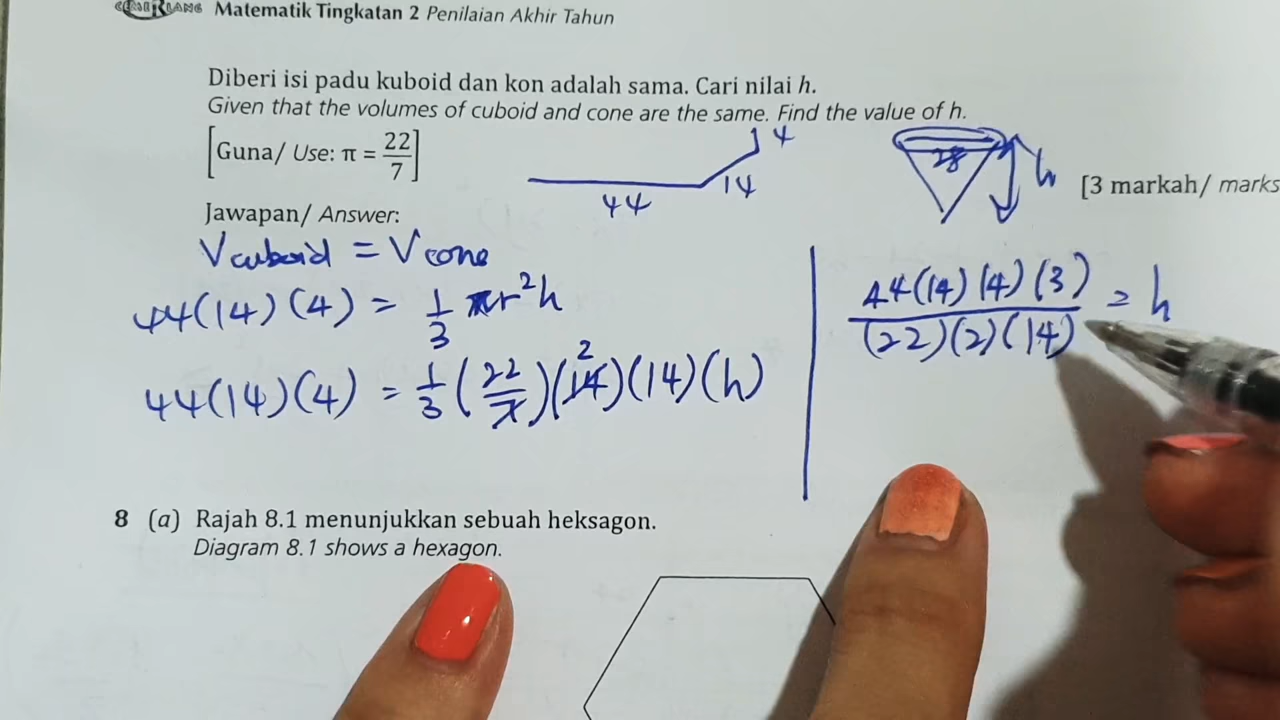 CEMERLANG Matematik Tingkatan 2 Penilaian Akhir Tahun
Diberi isi padu kuboid dan kon adalah sama. Cari nilai h.
Given that the volumes of cuboid and cone are the same. Find the value of h.
[Guna/ Use: π = 22/7]
44 14 4
28 h
[3 markah/ marks
Jawapan/ Answer:
Vcuboid = Vcone
44(14)(4) = 1/3 πr²h
44(14)(4) = 1/3 (22/7)(14)(14)(h)
2
44(14)(4)(3)/(22)(2)(14) = h
8 (a) Rajah 8.1 menunjukkan sebuah heksagon.
Diagram 8.1 shows a hexagon.